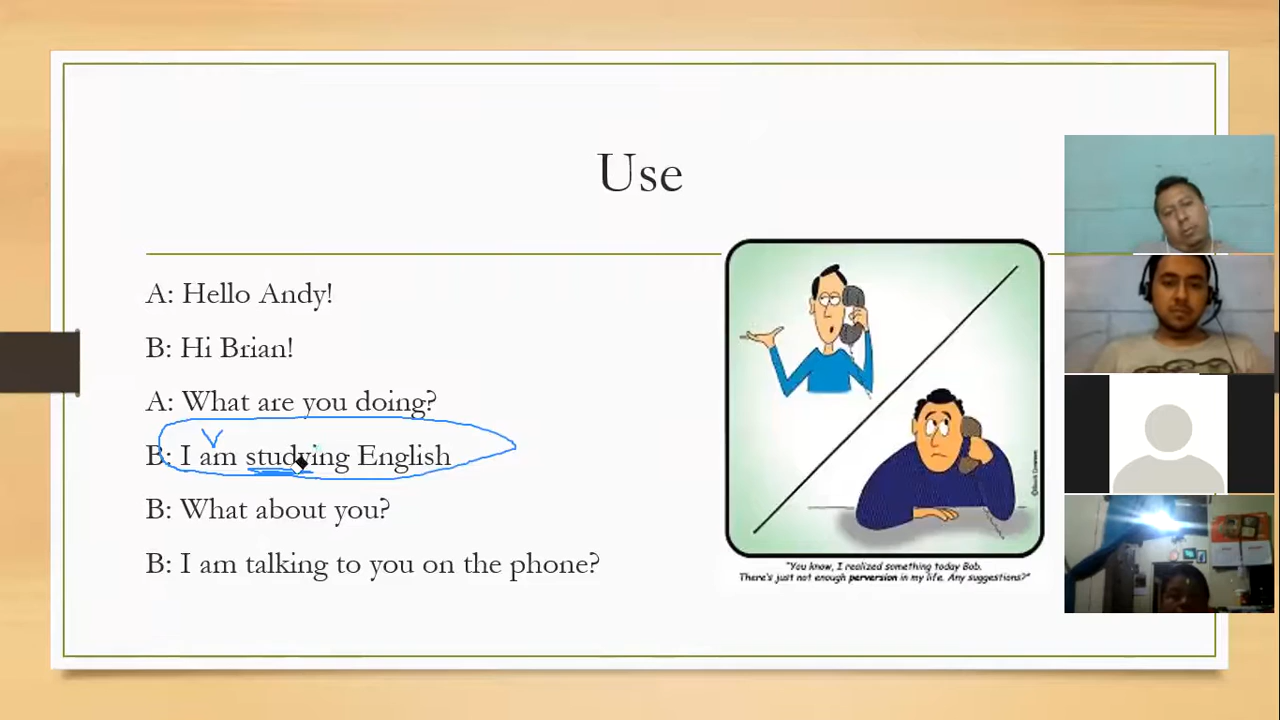 Use
A: Hello Andy!
B: Hi Brian!
A: What are you doing?
B: I am studying English
B: What about you?
B: I am talking to you on the phone?
"You know, I realized something today Bob.
There's just not enough perversion in my life. Any suggestions?"